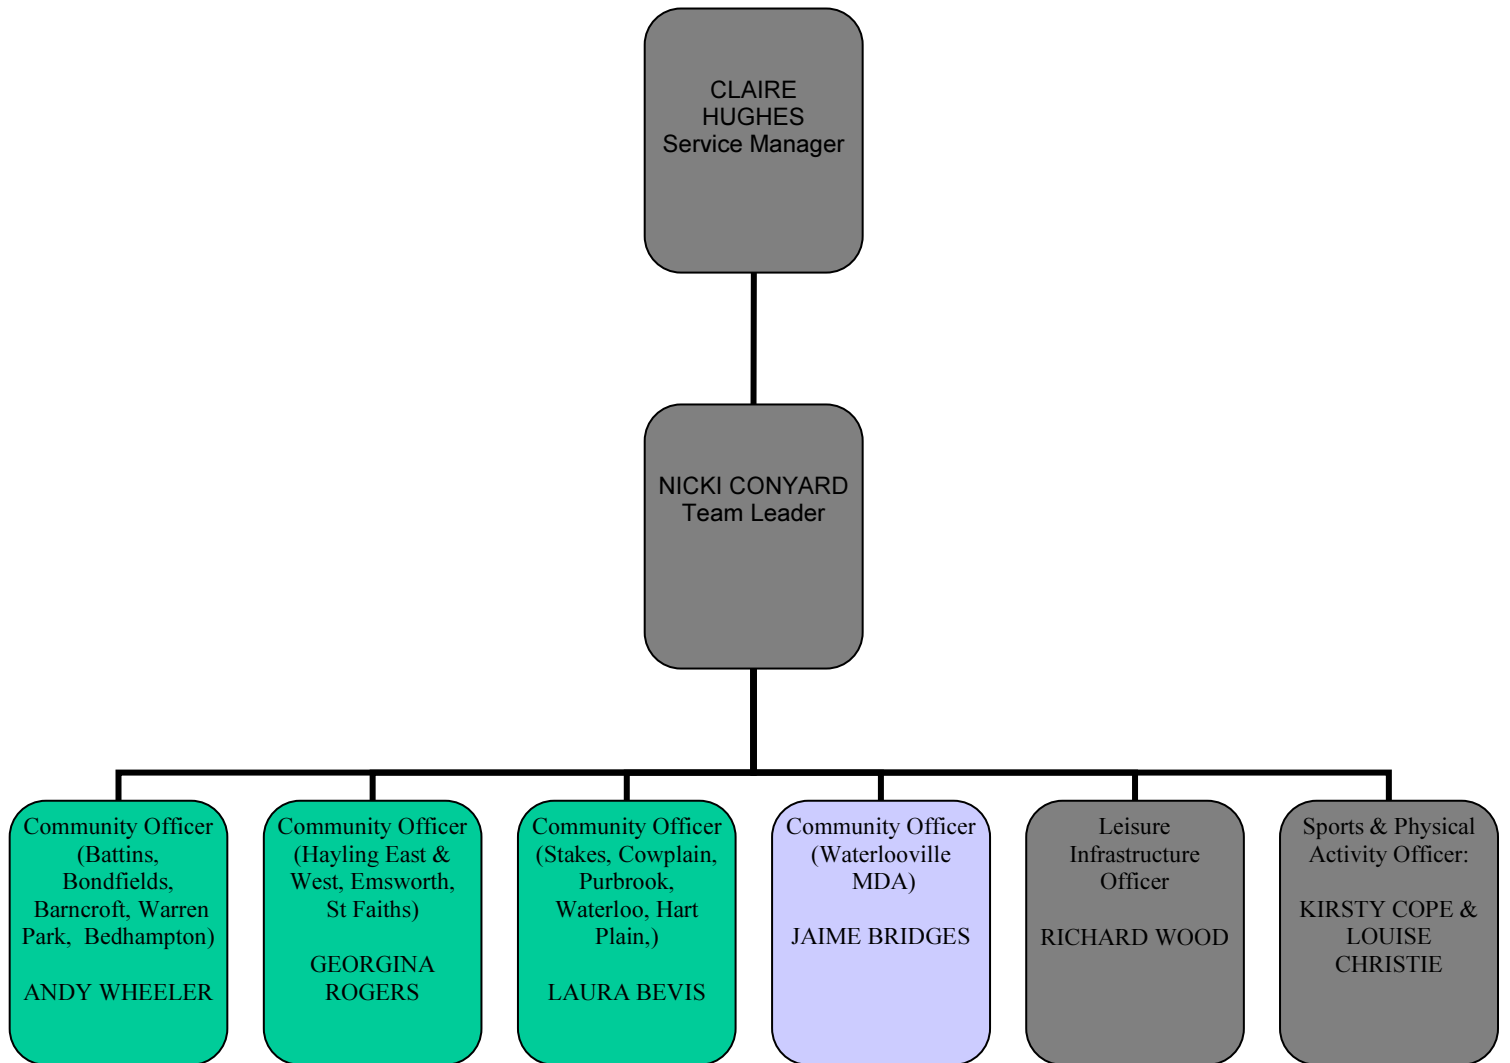 CLAIRE
HUGHES
Service Manager
NICKI CONYARD
Team Leader
Community Officer
(Battins,
Bondfields,
Barncroft, Warren
Park, Bedhampton)
ANDY WHEELER
Community Officer
(Hayling East &
West, Emsworth,
St Faiths)
GEORGINA
ROGERS
Community Officer
(Stakes, Cowplain,
Purbrook,
Waterloo, Hart
Plain,)
LAURA BEVIS
Community Officer
(Waterlooville
MDA)
JAIME BRIDGES
Leisure
Infrastructure
Officer
RICHARD WOOD
Sports & Physical
Activity Officer:
KIRSTY COPE &
LOUISE
CHRISTIE